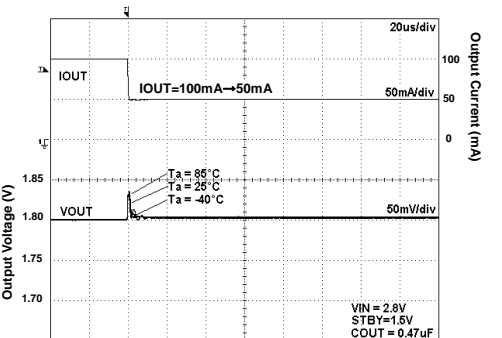 20us/div
IOUT
IOUT=100mA→50mA
50mA/div
100
50
0
Output Current (mA)
1.85
1.80
1.75
1.70
Output Voltage (V)
Ta = 85°C
Ta = 25°C
Ta = -40°C
VOUT
50mV/div
VIN = 2.8V
STBY=1.5V
COUT = 0.47uF